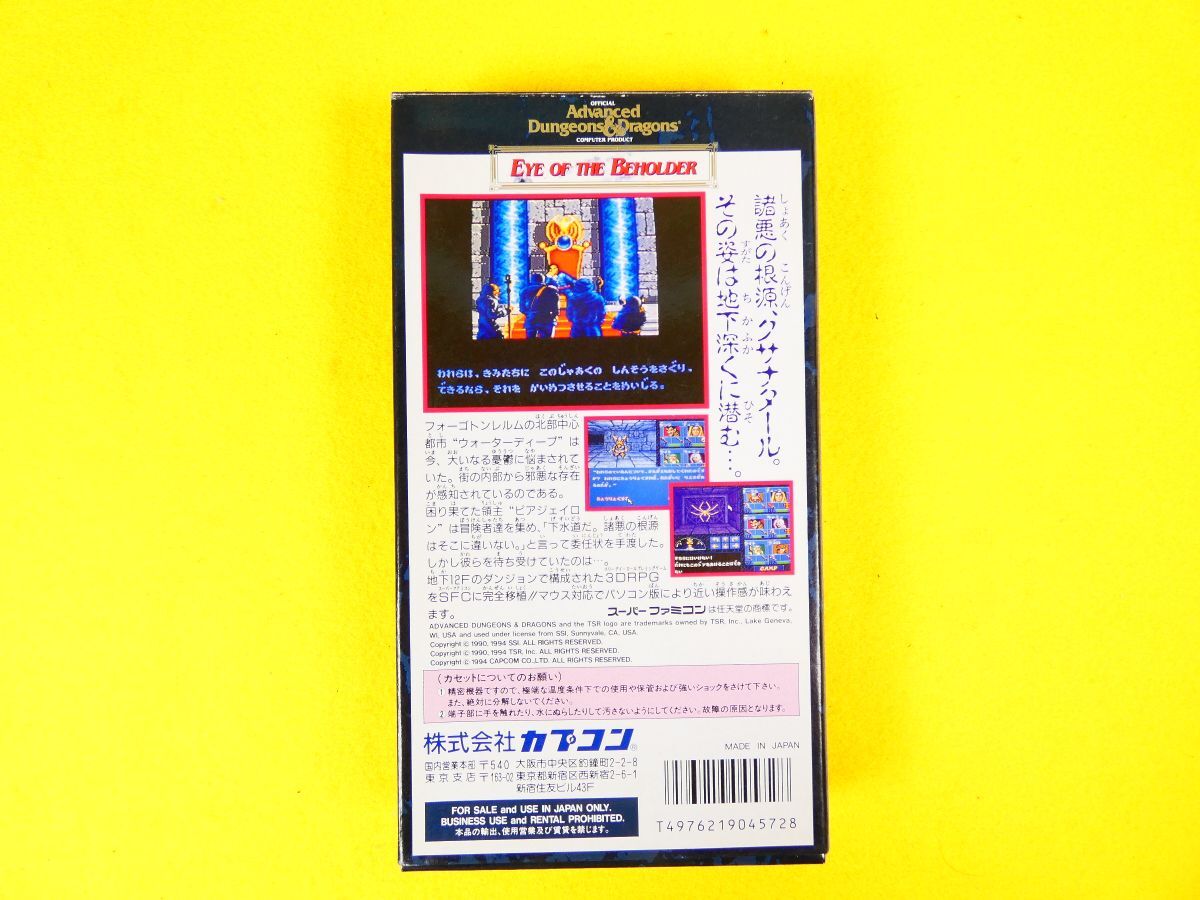 OFFICIAL
Advanced
Dungeons & Dragons®
COMPUTER PRODUCT
EYE OF THE BEHOLDER
諸悪の根源、クサナタール。
その姿は地下深くに潜む…。
われらは、きみたちに このじゃあくの しんそうをさぐり、
できるなら、それを かいめつさせることをめいじる。
フォーゴトンレルムの北部中心
都市“ウォーターディープ”は
今、大いなる憂鬱に悩まされて
いた。街の内部から邪悪な存在
が感知されているのである。
困り果てた領主“ピアジェイロ
ン”は冒険者達を集め、「下水道だ。諸悪の根源
はそこに違いない。」と言って委任状を手渡した。
しかし彼らを待ち受けていたのは…。
地下12Fのダンジョンで構成された3DRPG
をSFCに完全移植!!マウス対応でパソコン版により近い操作感が味わえ
ます。
スーパーファミコンは任天堂の商標です。
ADVANCED DUNGEONS & DRAGONS and the TSR logo are trademarks owned by TSR. Inc., Lake Geneva,
WI, USA and used under license from SSI, Sunnyvale, CA, USA.
Copyright © 1990, 1994 SSI. ALL RIGHTS RESERVED.
Copyright © 1990, 1994 TSR, Inc. ALL RIGHTS RESERVED.
Copyright © 1994 CAPCOM CO.,LTD. ALL RIGHTS RESERVED.
(カセットについてのお願い)
① 精密機器ですので、極端な温度条件下での使用や保管および強いショックをさけて下さい。
また、絶対に分解しないでください。
② 端子部に手を触れたり、水にぬらしたりして汚さないようにしてください。故障の原因となります。
株式会社 カプコン®
MADE IN JAPAN
国内営業本部 〒540 大阪市中央区釣鐘町2-2-8
東京支店 〒163-02 東京都新宿区西新宿2-6-1
新宿住友ビル43F
FOR SALE and USE IN JAPAN ONLY.
BUSINESS USE and RENTAL PROHIBITED.
本品の輸出、使用営業及び賃貸を禁じます。
T4976219045728